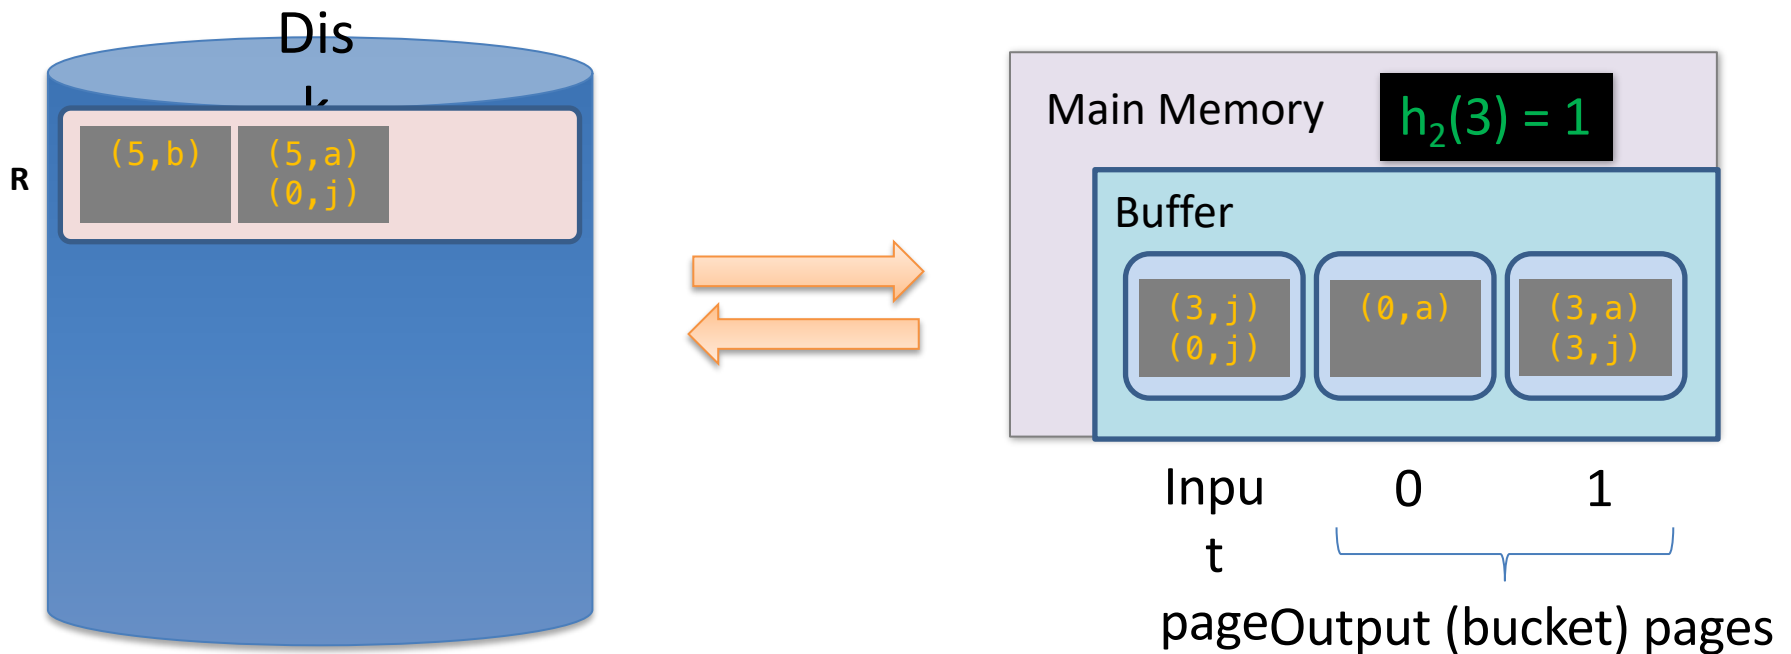 Dis
k
R
(5,b)
(5,a)
(0,j)
Main Memory
h₂(3) = 1
Buffer
(3,j)
(0,j)
(0,a)
(3,a)
(3,j)
Inpu
t
page
0
1
Output (bucket) pages